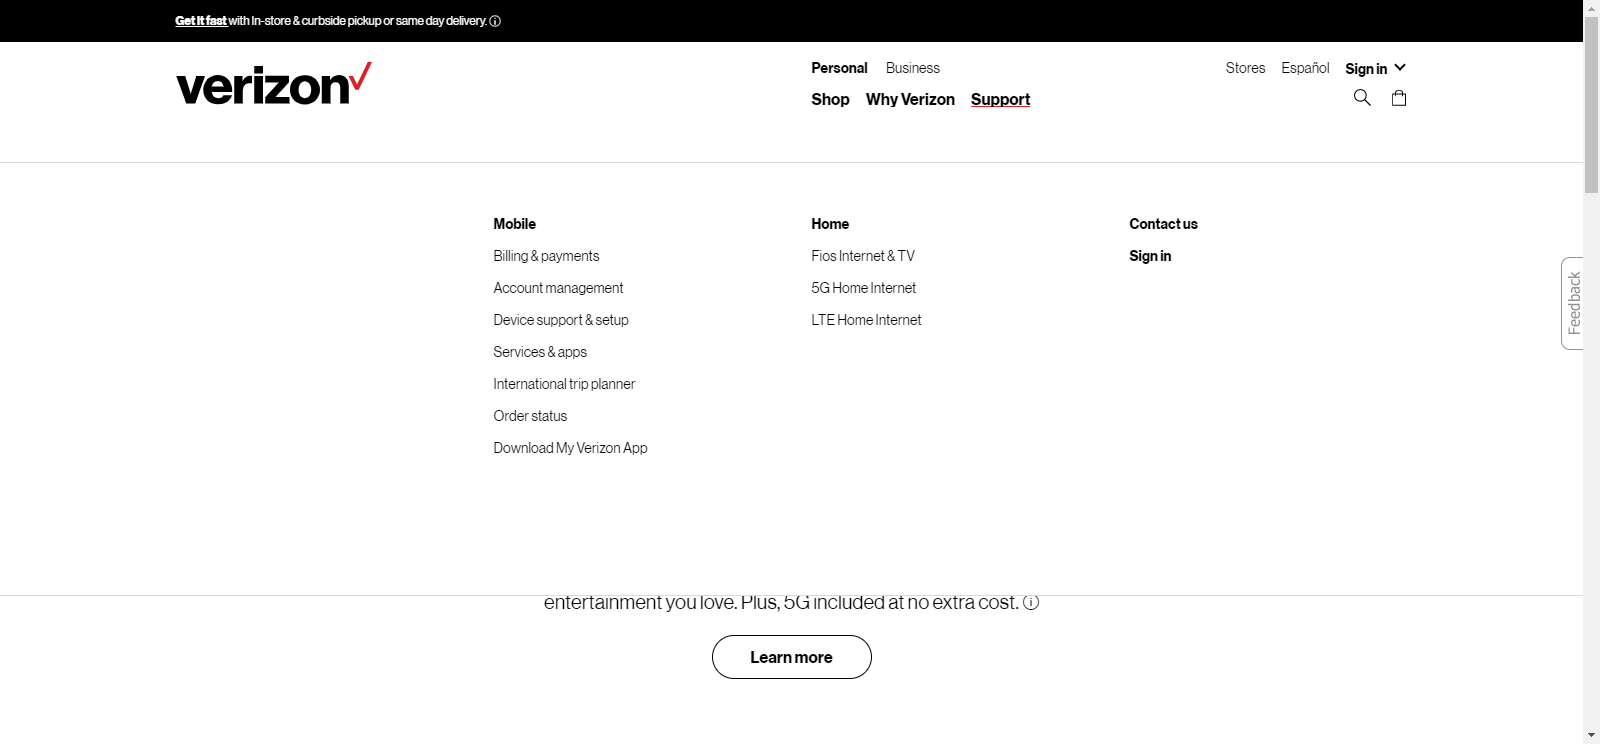 Get it fast with In-store & curbside pickup or same day delivery. ⓘ
verizon
Personal Business
Stores Español Sign in
Shop Why Verizon Support
Mobile
Billing & payments
Account management
Device support & setup
Services & apps
International trip planner
Order status
Download My Verizon App
Home
Fios Internet & TV
5G Home Internet
LTE Home Internet
Contact us
Sign in
Feedback
entertainment you love. Plus, 5G included at no extra cost. ⓘ
Learn more